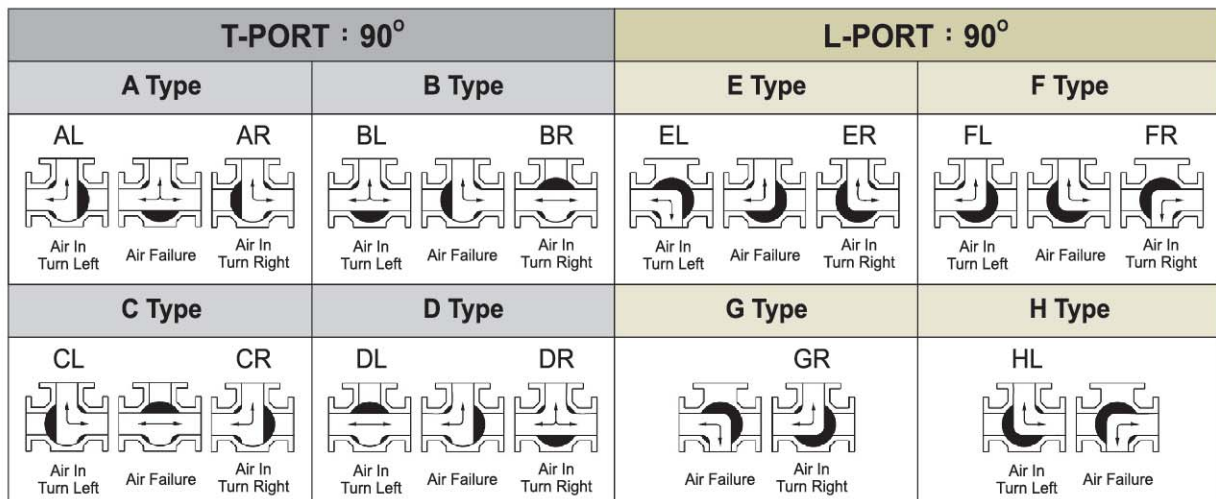 T-PORT : 90°
L-PORT : 90°
A Type
B Type
E Type
F Type
AL
AR
BL
BR
EL
ER
FL
FR
Air In
Turn Left
Air Failure
Air In
Turn Right
Air In
Turn Left
Air Failure
Air In
Turn Right
Air In
Turn Left
Air Failure
Air In
Turn Right
Air In
Turn Left
Air Failure
Air In
Turn Right
C Type
D Type
G Type
H Type
CL
CR
DL
DR
GR
HL
Air In
Turn Left
Air Failure
Air In
Turn Right
Air In
Turn Left
Air Failure
Air In
Turn Right
Air Failure
Air In
Turn Right
Air In
Turn Left
Air Failure